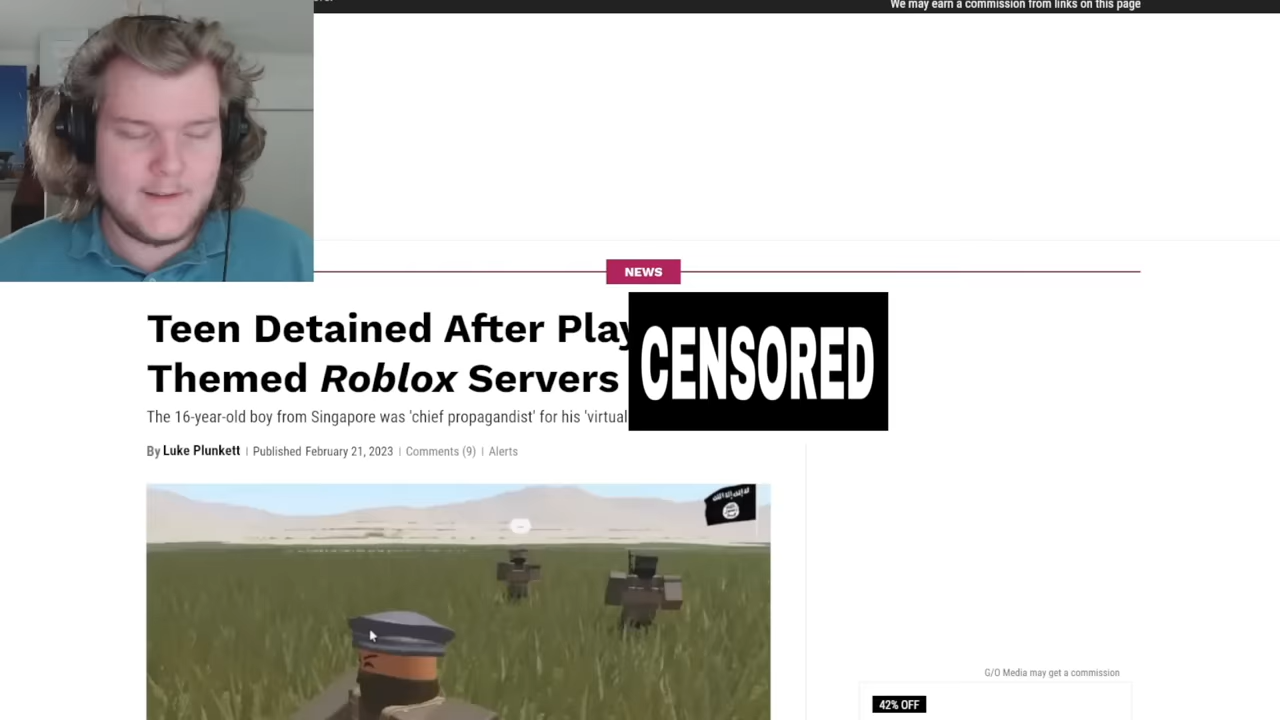 We may earn a commission from links on this page
NEWS
Teen Detained After Play
CENSORED
Themed Roblox Servers
The 16-year-old boy from Singapore was 'chief propagandist' for his 'virtual
By Luke Plunkett | Published February 21, 2023 | Comments (9) | Alerts
G/O Media may get a commission
42% OFF